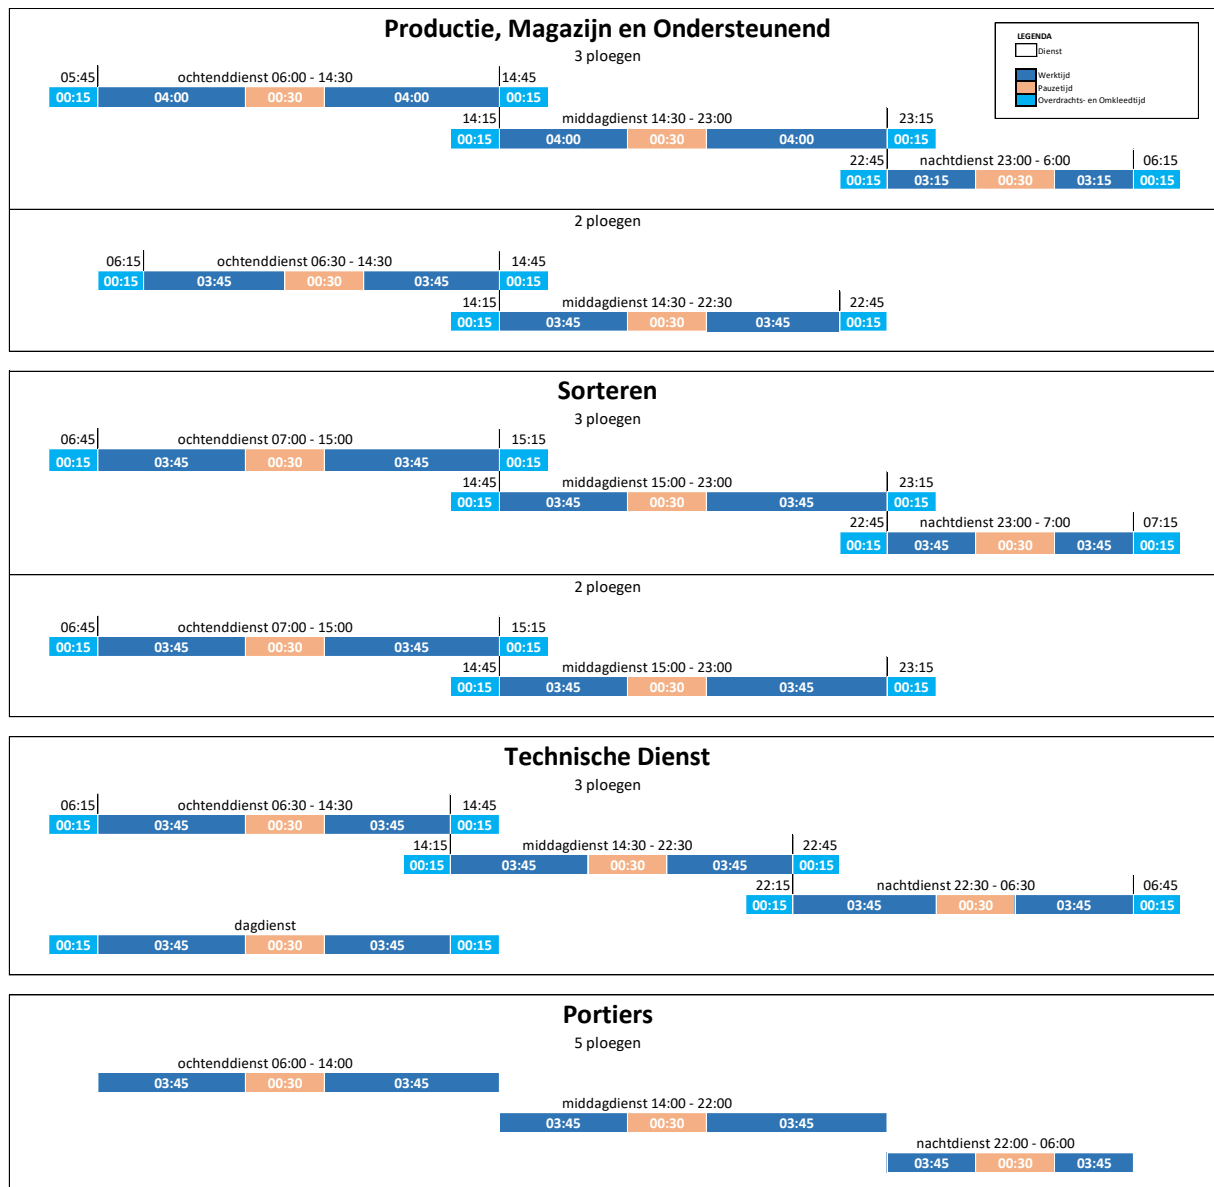 Productie, Magazijn en Ondersteunend
LEGENDA
Dienst
Werktijd
Pauzetijd
Overdrachts- en Omkleedtijd
3 ploegen
05:45 ochtenddienst 06:00 - 14:30 14:45
00:15 04:00 00:30 04:00 00:15
14:15 middagdienst 14:30 - 23:00 23:15
00:15 04:00 00:30 04:00 00:15
22:45 nachtdienst 23:00 - 6:00 06:15
00:15 03:15 00:30 03:15 00:15
2 ploegen
06:15 ochtenddienst 06:30 - 14:30 14:45
00:15 03:45 00:30 03:45 00:15
14:15 middagdienst 14:30 - 22:30 22:45
00:15 03:45 00:30 03:45 00:15
Sorteren
3 ploegen
06:45 ochtenddienst 07:00 - 15:00 15:15
00:15 03:45 00:30 03:45 00:15
14:45 middagdienst 15:00 - 23:00 23:15
00:15 03:45 00:30 03:45 00:15
22:45 nachtdienst 23:00 - 7:00 07:15
00:15 03:45 00:30 03:45 00:15
2 ploegen
06:45 ochtenddienst 07:00 - 15:00 15:15
00:15 03:45 00:30 03:45 00:15
14:45 middagdienst 15:00 - 23:00 23:15
00:15 03:45 00:30 03:45 00:15
Technische Dienst
3 ploegen
06:15 ochtenddienst 06:30 - 14:30 14:45
00:15 03:45 00:30 03:45 00:15
14:15 middagdienst 14:30 - 22:30 22:45
00:15 03:45 00:30 03:45 00:15
22:15 nachtdienst 22:30 - 06:30 06:45
00:15 03:45 00:30 03:45 00:15
dagdienst
00:15 03:45 00:30 03:45 00:15
Portiers
5 ploegen
ochtenddienst 06:00 - 14:00
03:45 00:30 03:45
middagdienst 14:00 - 22:00
03:45 00:30 03:45
nachtdienst 22:00 - 06:00
03:45 00:30 03:45